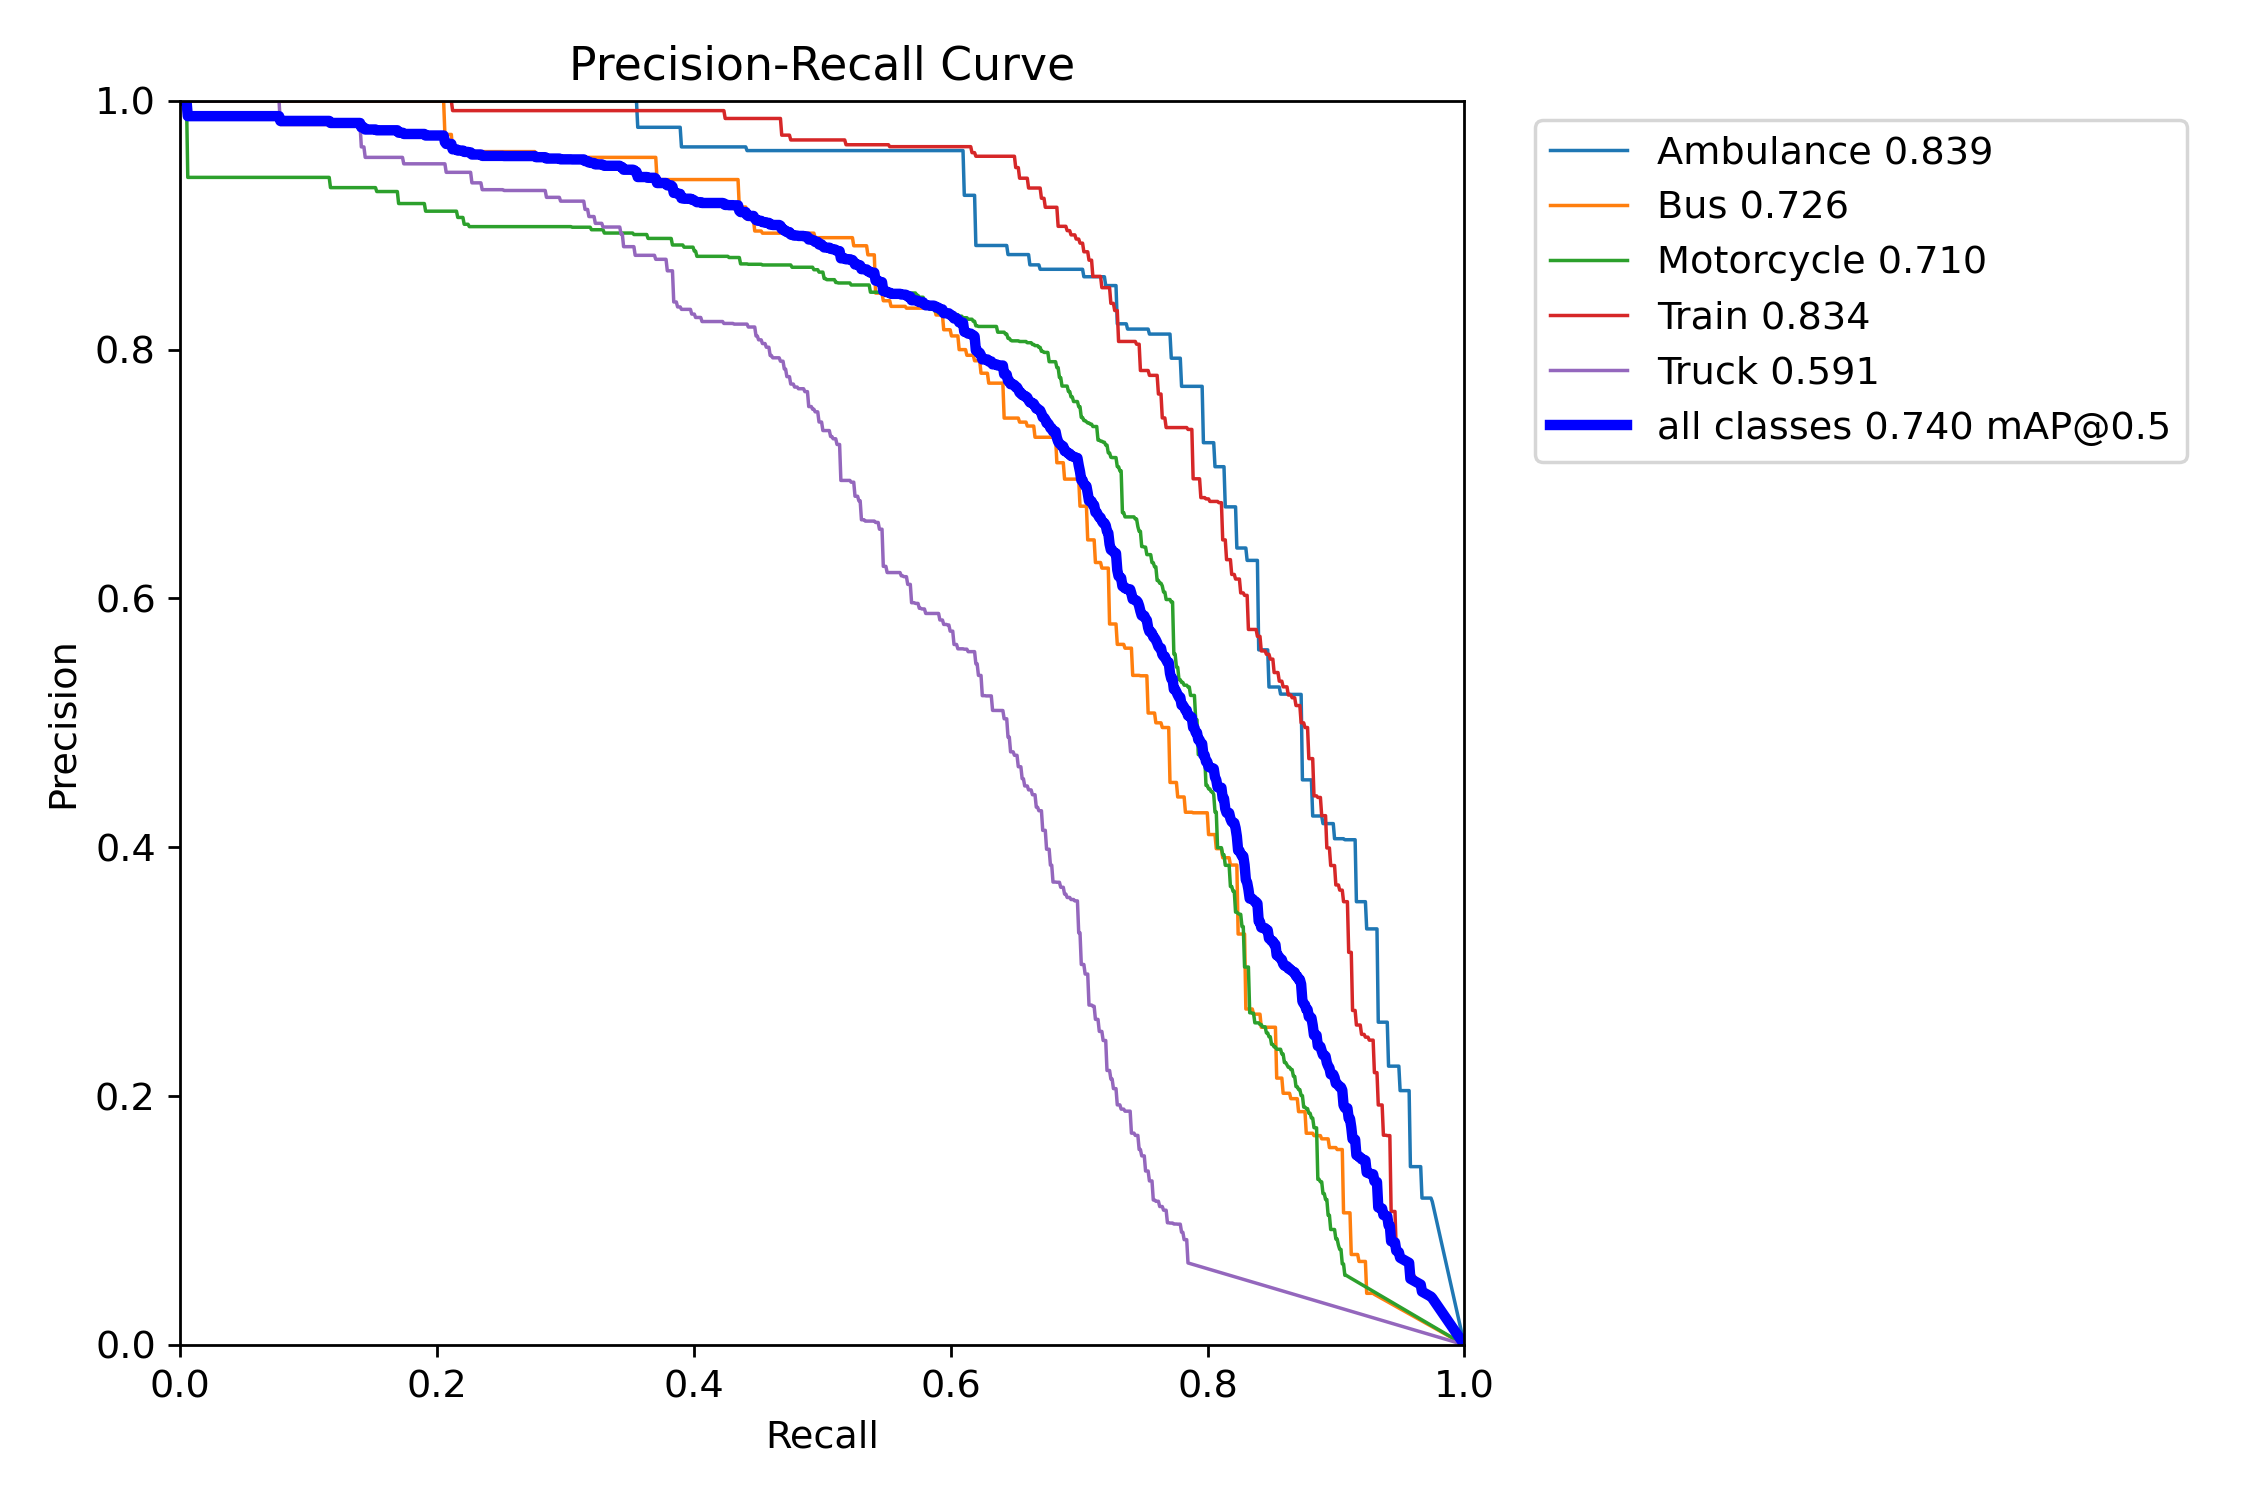 Precision-Recall Curve
1.0
0.8
0.6
0.4
0.2
0.0
Precision
0.0 0.2 0.4 0.6 0.8 1.0
Recall
Ambulance 0.839
Bus 0.726
Motorcycle 0.710
Train 0.834
Truck 0.591
all classes 0.740 mAP@0.5